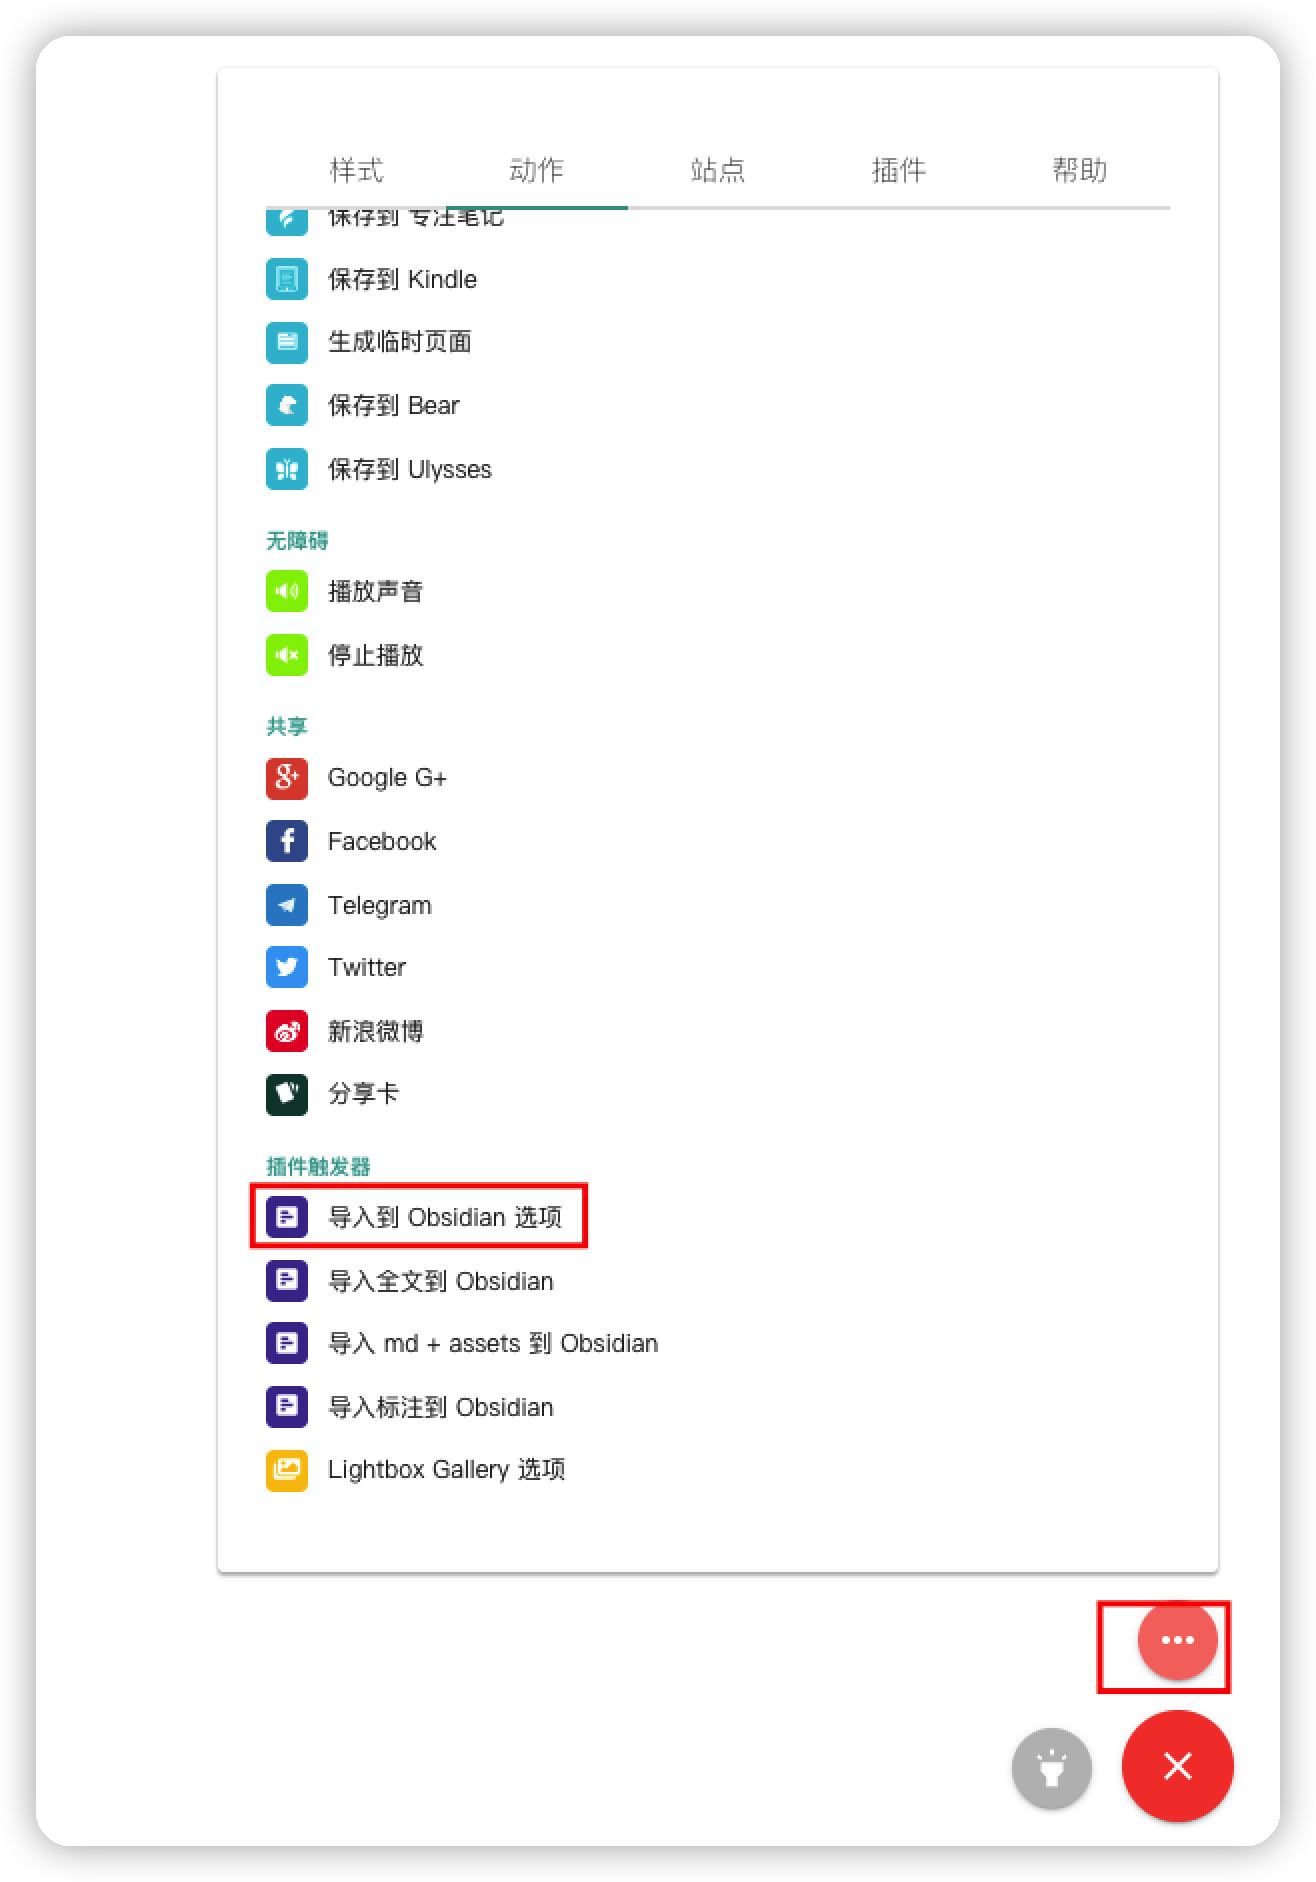 样式 动作 站点 插件 帮助
保存到 专注笔记
保存到 Kindle
生成临时页面
保存到 Bear
保存到 Ulysses
无障碍
播放声音
停止播放
共享
Google G+
Facebook
Telegram
Twitter
新浪微博
分享卡
插件触发器
导入到 Obsidian 选项
导入全文到 Obsidian
导入 md + assets 到 Obsidian
导入标注到 Obsidian
Lightbox Gallery 选项